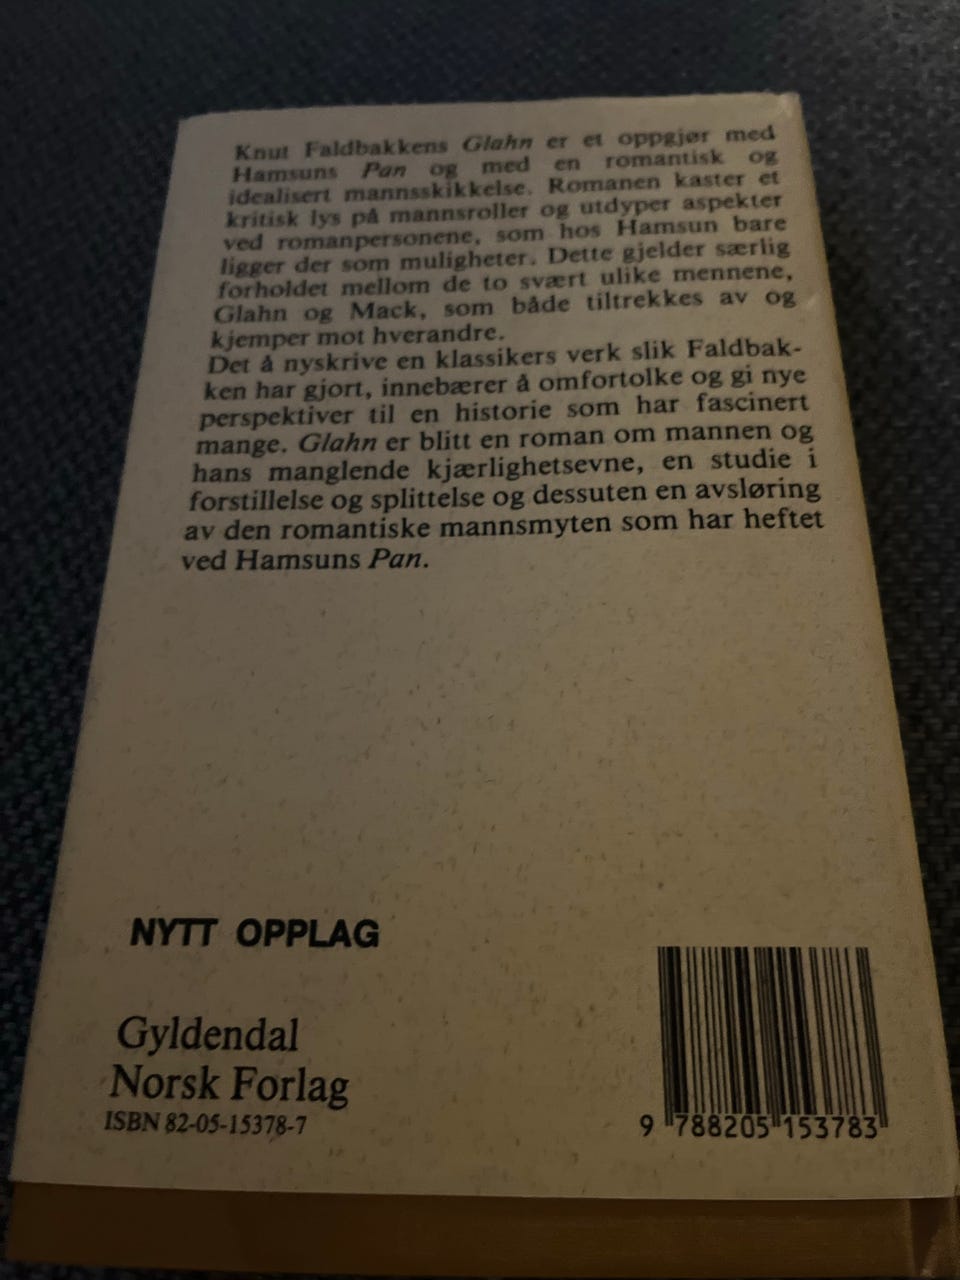 Knut Faldbakkens Glahn er et oppgjør med
Hamsuns Pan og med en romantisk og
idealisert mannsskikkelse. Romanen kaster et
kritisk lys på mannsroller og utdyper aspekter
ved romanpersonene, som hos Hamsun bare
ligger der som muligheter. Dette gjelder særlig
forholdet mellom de to svært ulike mennene,
Glahn og Mack, som både tiltrekkes av og
kjemper mot hverandre.
Det å nyskrive en klassikers verk slik Faldbak-
ken har gjort, innebærer å omfortolke og gi nye
perspektiver til en historie som har fascinert
mange. Glahn er blitt en roman om mannen og
hans manglende kjærlighetsevne, en studie i
forstillelse og splittelse og dessuten en avsløring
av den romantiske mannsmyten som har heftet
ved Hamsuns Pan.
NYTT OPPLAG
Gyldendal
Norsk Forlag
ISBN 82-05-15378-7
9 788205 153783